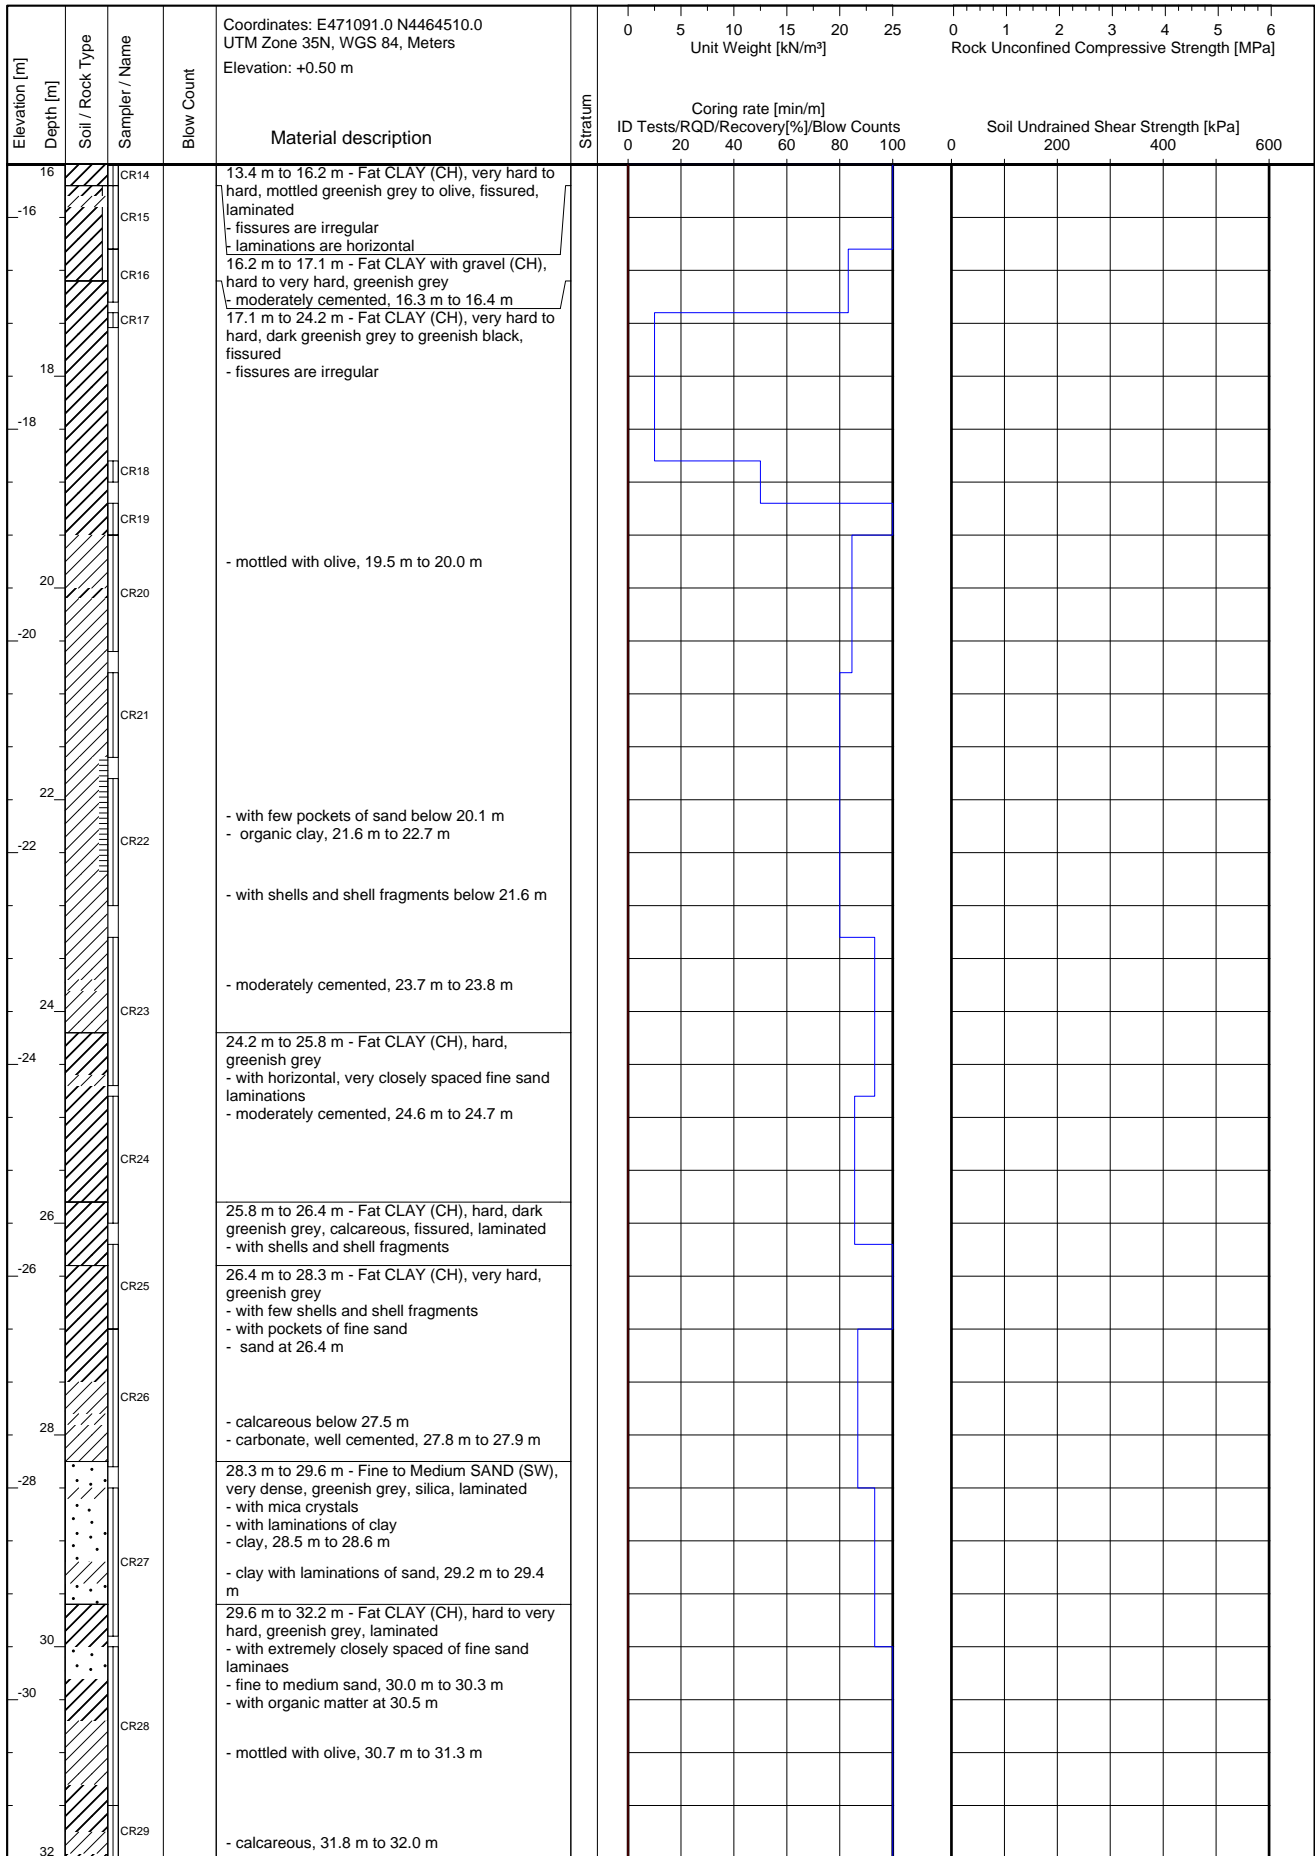 Elevation [m]
Depth [m]
Soil / Rock Type
Sampler / Name
Blow Count
Coordinates: E471091.0 N4464510.0
UTM Zone 35N, WGS 84, Meters
Elevation: +0.50 m
Material description
Stratum
0 5 10 15 20 25
Unit Weight [kN/m³]
Coring rate [min/m]
ID Tests/RQD/Recovery[%]/Blow Counts
0 20 40 60 80 100
0 1 2 3 4 5 6
Rock Unconfined Compressive Strength [MPa]
Soil Undrained Shear Strength [kPa]
0 200 400 600
16
CR14
13.4 m to 16.2 m - Fat CLAY (CH), very hard to
hard, mottled greenish grey to olive, fissured,
laminated
-16
CR15
- fissures are irregular
- laminations are horizontal
16.2 m to 17.1 m - Fat CLAY with gravel (CH),
CR16
hard to very hard, greenish grey
- moderately cemented, 16.3 m to 16.4 m
CR17
17.1 m to 24.2 m - Fat CLAY (CH), very hard to
hard, dark greenish grey to greenish black,
fissured
18
- fissures are irregular
-18
CR18
CR19
- mottled with olive, 19.5 m to 20.0 m
20
CR20
-20
CR21
22
- with few pockets of sand below 20.1 m
- organic clay, 21.6 m to 22.7 m
CR22
-22
- with shells and shell fragments below 21.6 m
- moderately cemented, 23.7 m to 23.8 m
24
CR23
24.2 m to 25.8 m - Fat CLAY (CH), hard,
greenish grey
-24
- with horizontal, very closely spaced fine sand
laminations
- moderately cemented, 24.6 m to 24.7 m
CR24
25.8 m to 26.4 m - Fat CLAY (CH), hard, dark
26
greenish grey, calcareous, fissured, laminated
- with shells and shell fragments
-26
26.4 m to 28.3 m - Fat CLAY (CH), very hard,
CR25
greenish grey
- with few shells and shell fragments
- with pockets of fine sand
- sand at 26.4 m
CR26
- calcareous below 27.5 m
28
- carbonate, well cemented, 27.8 m to 27.9 m
28.3 m to 29.6 m - Fine to Medium SAND (SW),
-28
very dense, greenish grey, silica, laminated
- with mica crystals
- with laminations of clay
- clay, 28.5 m to 28.6 m
CR27
- clay with laminations of sand, 29.2 m to 29.4
m
29.6 m to 32.2 m - Fat CLAY (CH), hard to very
hard, greenish grey, laminated
30
- with extremely closely spaced of fine sand
laminaes
- fine to medium sand, 30.0 m to 30.3 m
-30
- with organic matter at 30.5 m
CR28
- mottled with olive, 30.7 m to 31.3 m
CR29
- calcareous, 31.8 m to 32.0 m
32